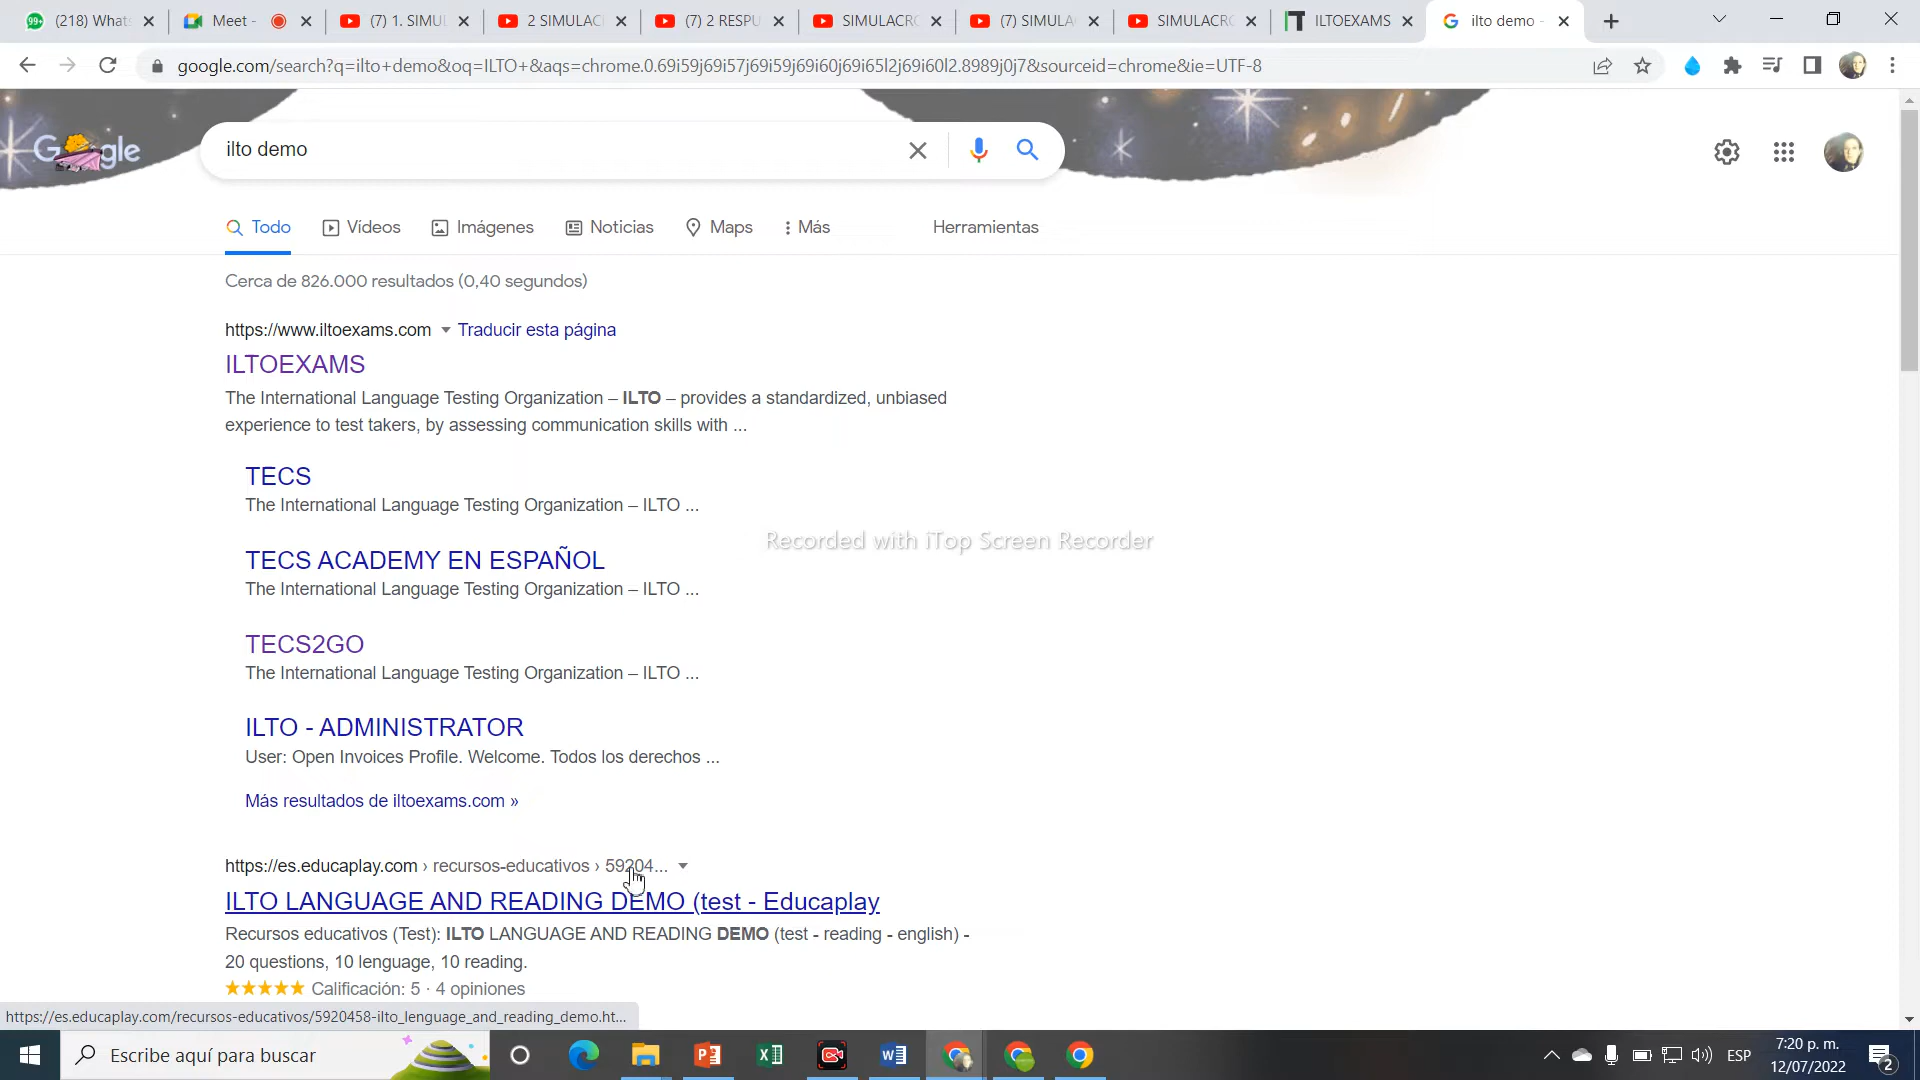 (218) Whats
Meet -
(7) 1. SIMUL
2 SIMULAC
(7) 2 RESPU
SIMULACRO
(7) SIMULA
SIMULACRO
ILTOEXAMS
ilto demo -
google.com/search?q=ilto+demo&oq=ILTO+&aqs=chrome.0.69i59j69i57j69i59j69i60j69i65l2j69i60l2.8989j0j7&sourceid=chrome&ie=UTF-8
Google
ilto demo
Todo
Vídeos
Imágenes
Noticias
Maps
Más
Herramientas
Cerca de 826.000 resultados (0,40 segundos)
https://www.iltoexams.com Traducir esta página
ILTOEXAMS
The International Language Testing Organization – ILTO – provides a standardized, unbiased
experience to test takers, by assessing communication skills with ...
TECS
The International Language Testing Organization – ILTO ...
Recorded with iTop Screen Recorder
TECS ACADEMY EN ESPAÑOL
The International Language Testing Organization – ILTO ...
TECS2GO
The International Language Testing Organization – ILTO ...
ILTO - ADMINISTRATOR
User: Open Invoices Profile. Welcome. Todos los derechos ...
Más resultados de iltoexams.com »
https://es.educaplay.com › recursos-educativos › 59204...
ILTO LANGUAGE AND READING DEMO (test - Educaplay
Recursos educativos (Test): ILTO LANGUAGE AND READING DEMO (test - reading - english) -
20 questions, 10 lenguage, 10 reading.
Calificación: 5 · 4 opiniones
https://es.educaplay.com/recursos-educativos/5920458-ilto_lenguage_and_reading_demo.ht...
Escribe aquí para buscar
ESP
7:20 p. m.
12/07/2022
2